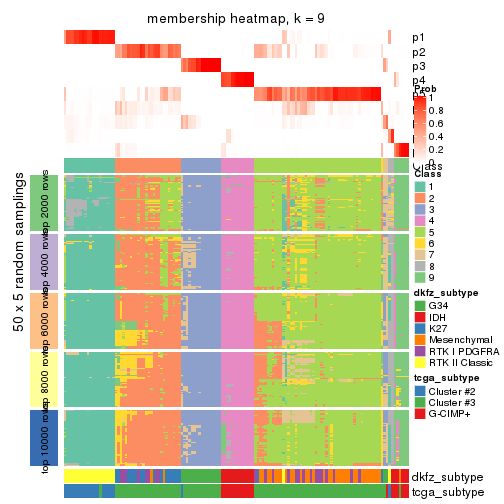 membership heatmap, k = 9
p1
p2
p3
p4
p5
Prob
1
0.8
0.6
0.4
0.2
0
Class
Class
1
2
3
4
5
6
7
8
9
dkfz_subtype
G34
IDH
K27
Mesenchymal
RTK I PDGFRA
RTK II Classic
tcga_subtype
Cluster #2
Cluster #3
G-CIMP+
50 x 5 random samplings
top 2000 rows
top 4000 rows
top 6000 rows
top 8000 rows
top 10000 rows
dkfz_subtype
tcga_subtype